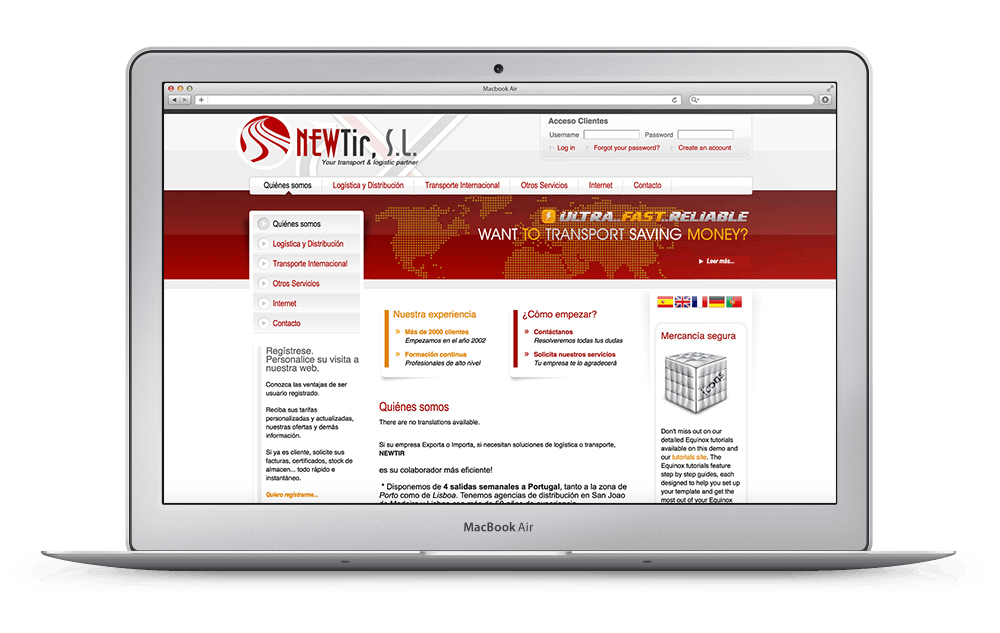 Macbook Air
NEWTir, S.L.
Your transport & logistic partner
Acceso Clientes
Username Password
Log in Forgot your password? Create an account
Quiénes somos Logística y Distribución Transporte Internacional Otros Servicios Internet Contacto
Quiénes somos
Logística y Distribución
Transporte Internacional
Otros Servicios
Internet
Contacto
ULTRA..FAST..RELIABLE
WANT TO TRANSPORT SAVING MONEY?
Leer más...
Regístrese.
Personalice su visita a
nuestra web.
Conozca las ventajas de ser
usuario registrado.
Reciba sus tarifas
personalizadas y actualizadas,
nuestras ofertas y demás
información.
Si ya es cliente, solicite sus
facturas, certificados, stock de
almacen... todo rápido e
instantáneo.
Quiero registrarme...
Nuestra experiencia
» Más de 2000 clientes
Empezamos en el año 2002
» Formación continua
Profesionales de alto nivel
¿Cómo empezar?
» Contáctanos
Resolveremos todas tus dudas
» Solicita nuestros servicios
Tu empresa te lo agradecerá
Quiénes somos
There are no translations available.
Si su empresa Exporta o Importa, si necesitan soluciones de logística o transporte,
NEWTIR
es su colaborador más eficiente!
* Disponemos de 4 salidas semanales a Portugal, tanto a la zona de
Porto como de Lisboa. Tenemos agencias de distribución en San Joao
Mercancía segura
ICONS
Don't miss out on our
detailed Equinox tutorials
available on this demo and
our tutorials site. The
Equinox tutorials feature
step by step guides, each
designed to help you set up
your template and get the
most out of your Equinox
MacBook Air